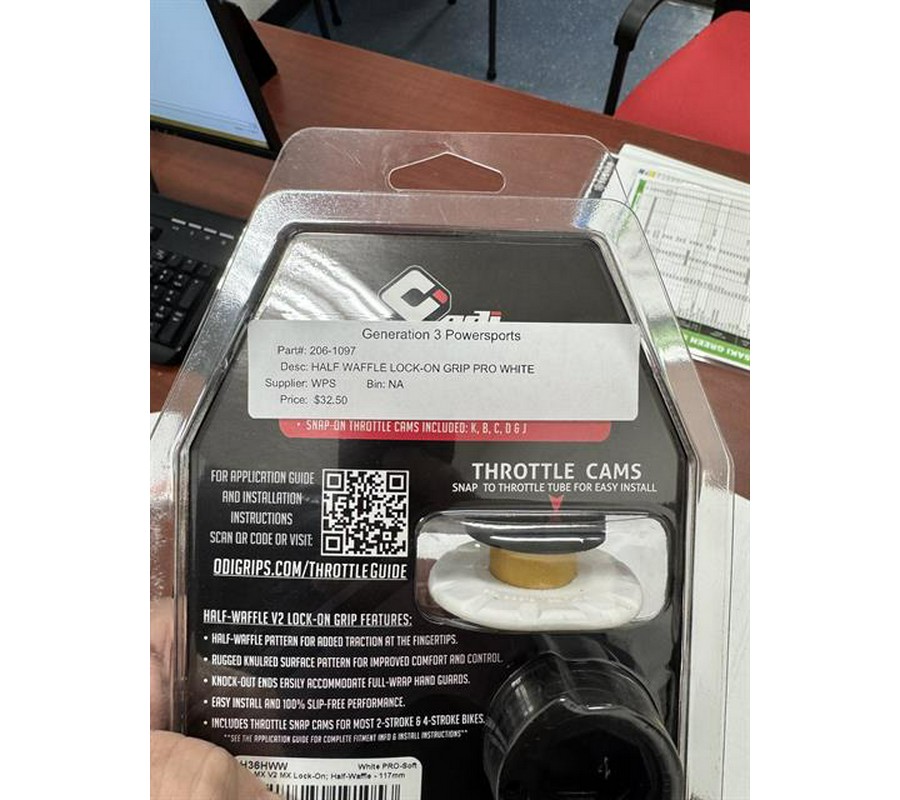 odi
Generation 3 Powersports
Part#: 206-1097
Desc: HALF WAFFLE LOCK-ON GRIP PRO WHITE
Supplier: WPS Bin: NA
Price: $32.50
• SNAP-ON THROTTLE CAMS INCLUDED: K, B, C, D & J
THROTTLE CAMS
SNAP TO THROTTLE TUBE FOR EASY INSTALL
FOR APPLICATION GUIDE
AND INSTALLATION
INSTRUCTIONS
SCAN QR CODE OR VISIT:
ODIGRIPS.COM/THROTTLEGUIDE
HALF-WAFFLE V2 LOCK-ON GRIP FEATURES:
• HALF-WAFFLE PATTERN FOR ADDED TRACTION AT THE FINGERTIPS.
• RUGGED KNULRED SURFACE PATTERN FOR IMPROVED COMFORT AND CONTROL.
• KNOCK-OUT ENDS EASILY ACCOMMODATE FULL-WRAP HAND GUARDS.
• EASY INSTALL AND 100% SLIP-FREE PERFORMANCE.
• INCLUDES THROTTLE SNAP CAMS FOR MOST 2-STROKE & 4-STROKE BIKES.
**SEE THE APPLICATION GUIDE FOR COMPLETE FITMENT INFO & INSTALL INSTRUCTIONS**
H36HWW White PRO-Soft
MX V2 MX Lock-On; Half-Waffle - 117mm
SAKI GREEN